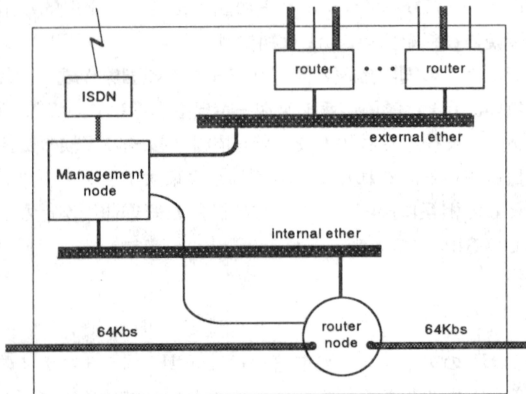 router
• • •
router
ISDN
external ether
Management
node
internal ether
64Kbs
router
node
64Kbs